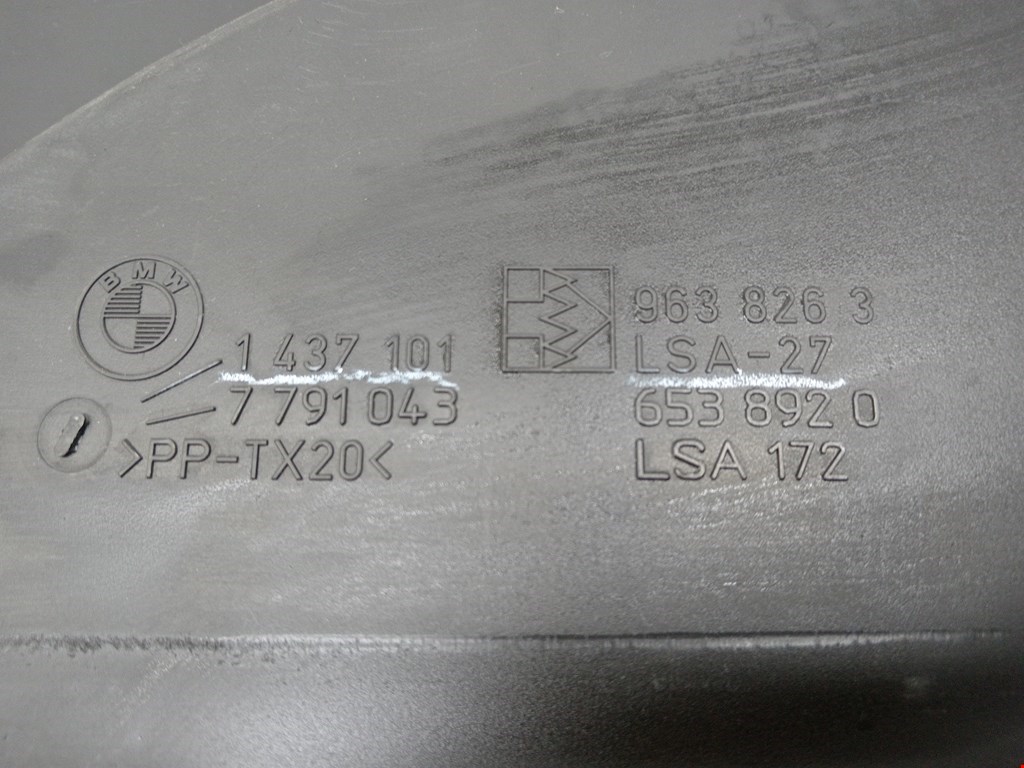 BMW
1 437 101
7 791 043
>PP-TX20<
963 826 3
LSA-27
653 892 0
LSA 172